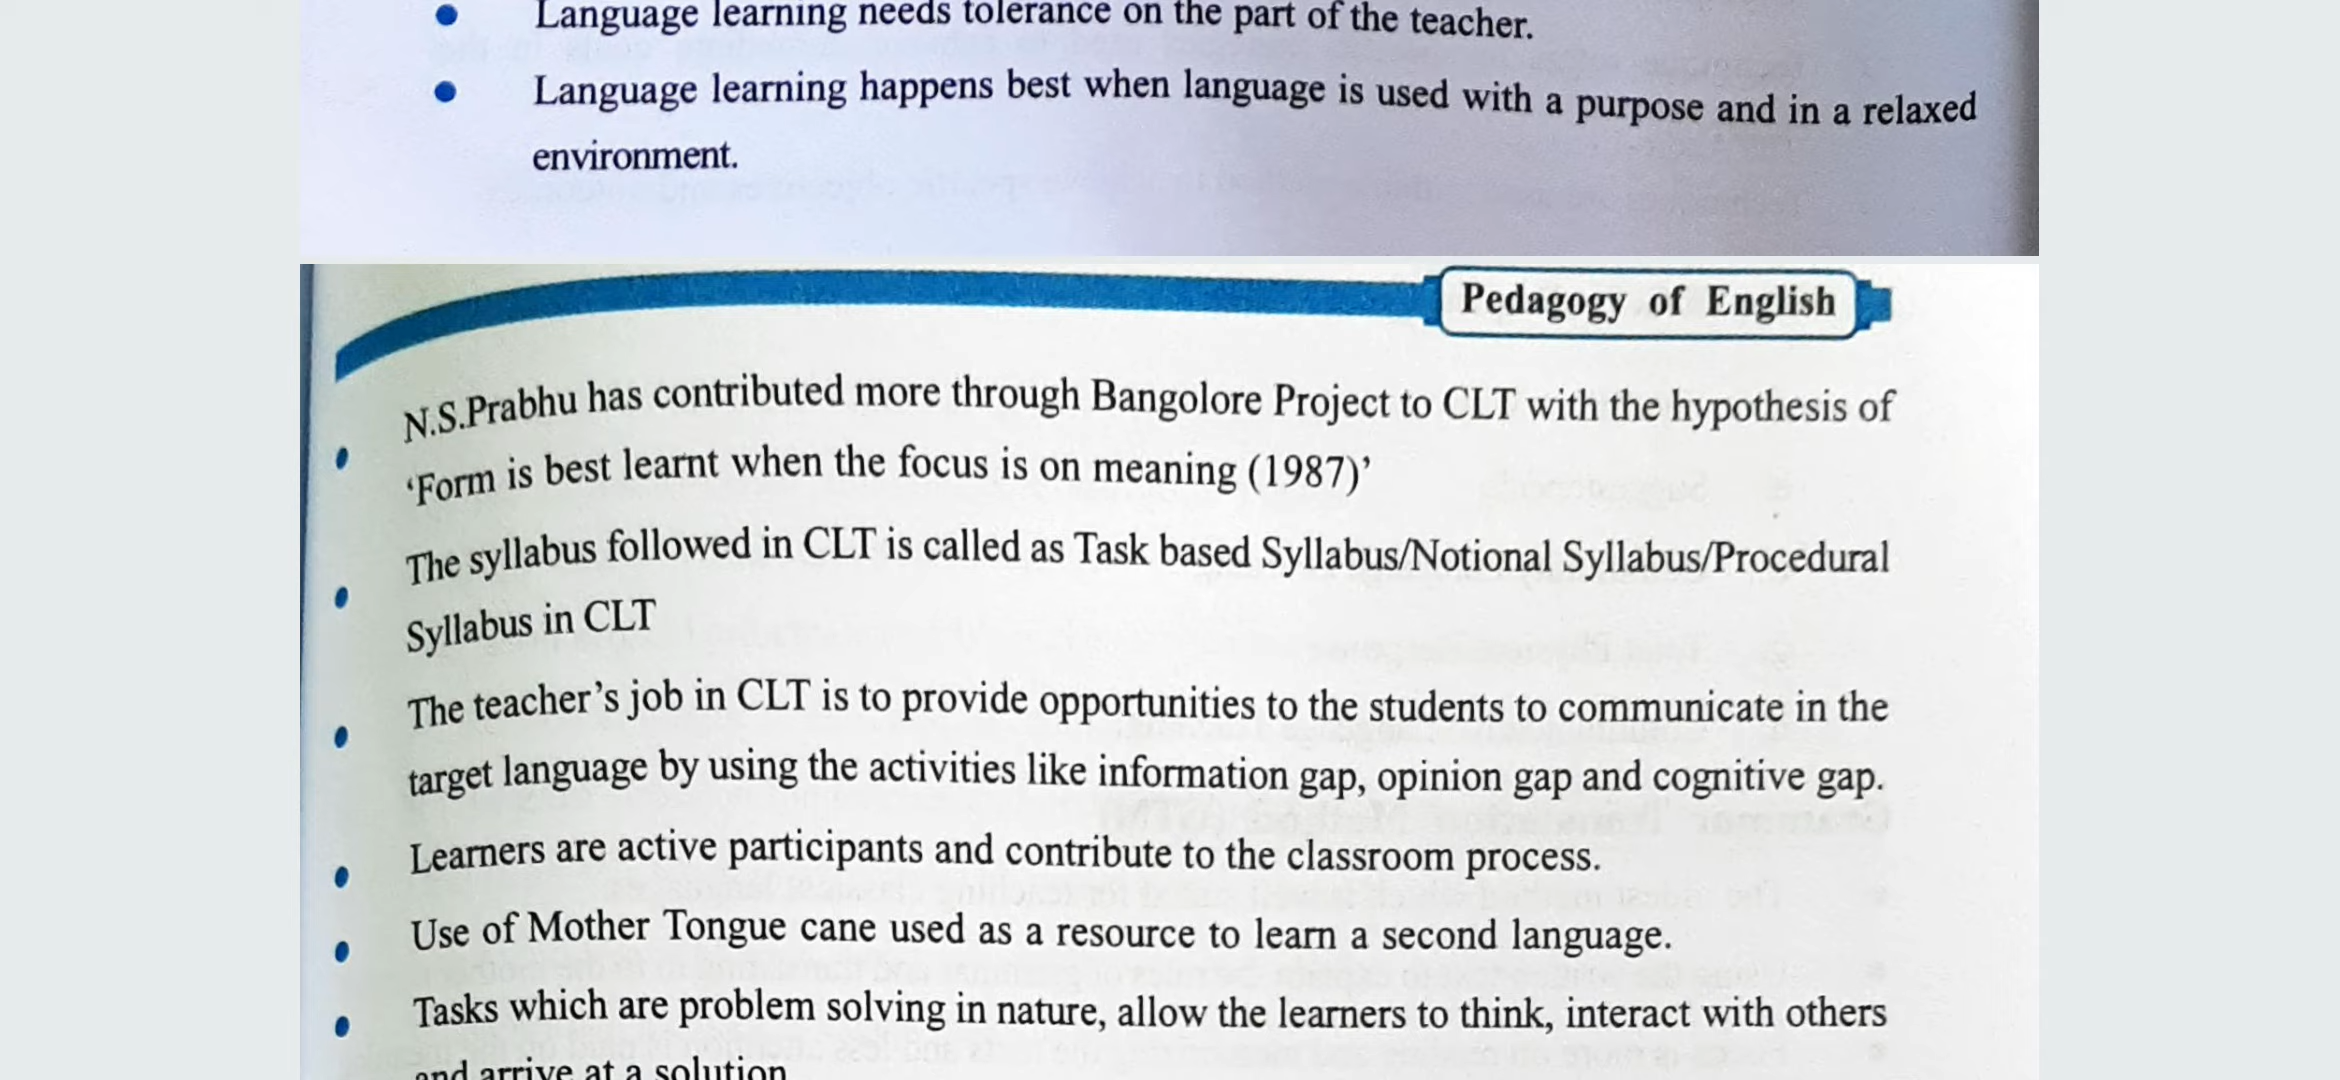 ● Language learning needs tolerance on the part of the teacher.
● Language learning happens best when language is used with a purpose and in a relaxed
environment.
Pedagogy of English
• N.S.Prabhu has contributed more through Bangolore Project to CLT with the hypothesis of
‘Form is best learnt when the focus is on meaning (1987)’
• The syllabus followed in CLT is called as Task based Syllabus/Notional Syllabus/Procedural
Syllabus in CLT
• The teacher’s job in CLT is to provide opportunities to the students to communicate in the
target language by using the activities like information gap, opinion gap and cognitive gap.
• Learners are active participants and contribute to the classroom process.
• Use of Mother Tongue cane used as a resource to learn a second language.
• Tasks which are problem solving in nature, allow the learners to think, interact with others
and arrive at a solution